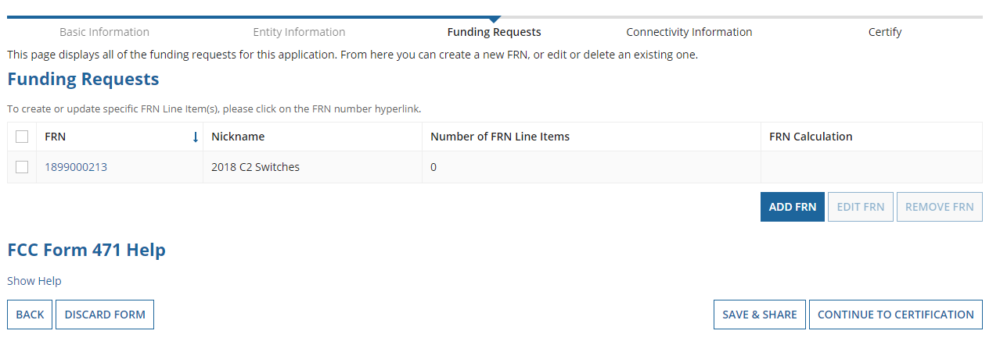 Basic Information Entity Information Funding Requests Connectivity Information Certify
This page displays all of the funding requests for this application. From here you can create a new FRN, or edit or delete an existing one.
Funding Requests
To create or update specific FRN Line Item(s), please click on the FRN number hyperlink.
FRN Nickname Number of FRN Line Items FRN Calculation
1899000213 2018 C2 Switches 0
ADD FRN EDIT FRN REMOVE FRN
FCC Form 471 Help
Show Help
BACK DISCARD FORM SAVE & SHARE CONTINUE TO CERTIFICATION